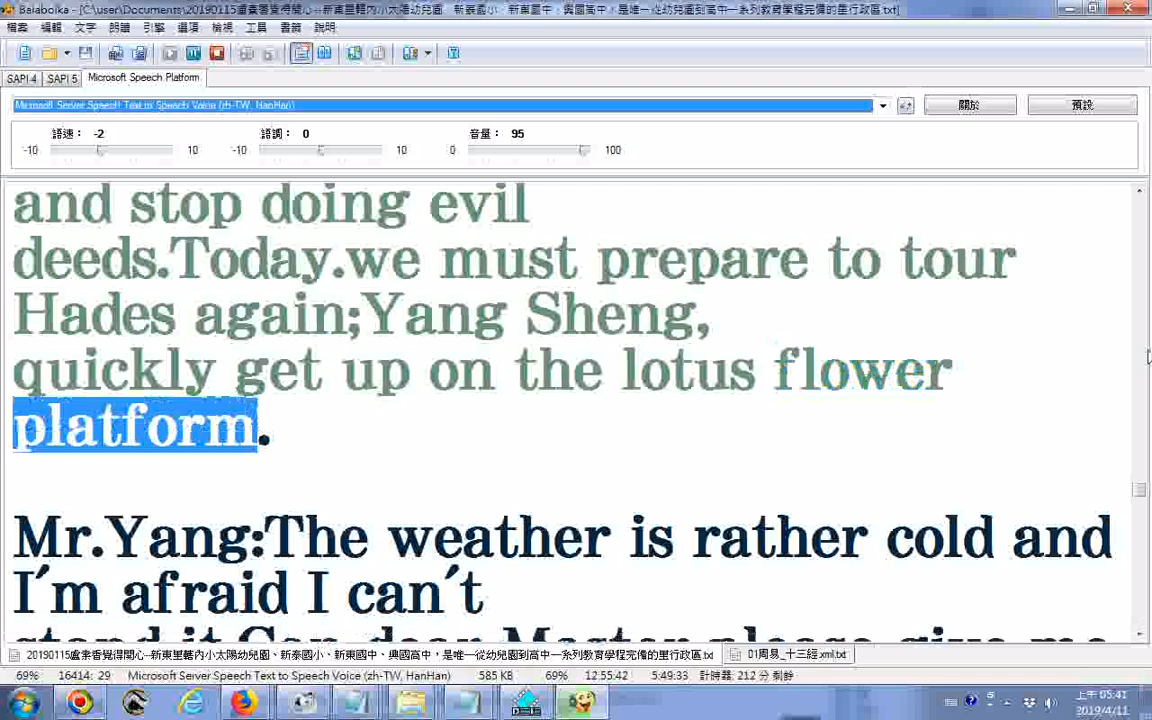 Balabolka - [C:\user\Documents\20190115盧素香覺得開心--新東里轄內小太陽幼兒園、新泰國小、新東國中、興國高中，是唯一從幼兒園到高中一系列教育學程完備的里行政區.txt]
檔案 編輯 文字 朗讀 引擎 選項 檢視 工具 書籤 說明
SAPI 4 SAPI 5 Microsoft Speech Platform
Microsoft Server Speech Text to Speech Voice (zh-TW, HanHan) 關於 預設
語速： -2 語調： 0 音量： 95
-10 10 -10 10 0 100
and stop doing evil
deeds.Today.we must prepare to tour
Hades again;Yang Sheng,
quickly get up on the lotus flower
platform.
Mr.Yang:The weather is rather cold and
I´m afraid I can´t
stand it.Can dear Master please give me
20190115盧素香覺得開心--新東里轄內小太陽幼兒園、新泰國小、新東國中、興國高中，是唯一從幼兒園到高中一系列教育學程完備的里行政區.txt 01周易_十三經.xml.txt
69% 16414: 29 Microsoft Server Speech Text to Speech Voice (zh-TW, HanHan) 585 KB 69% 12:55:42 5:49:33 計時器: 212 分 剩餘
上午 05:41
2019/4/11